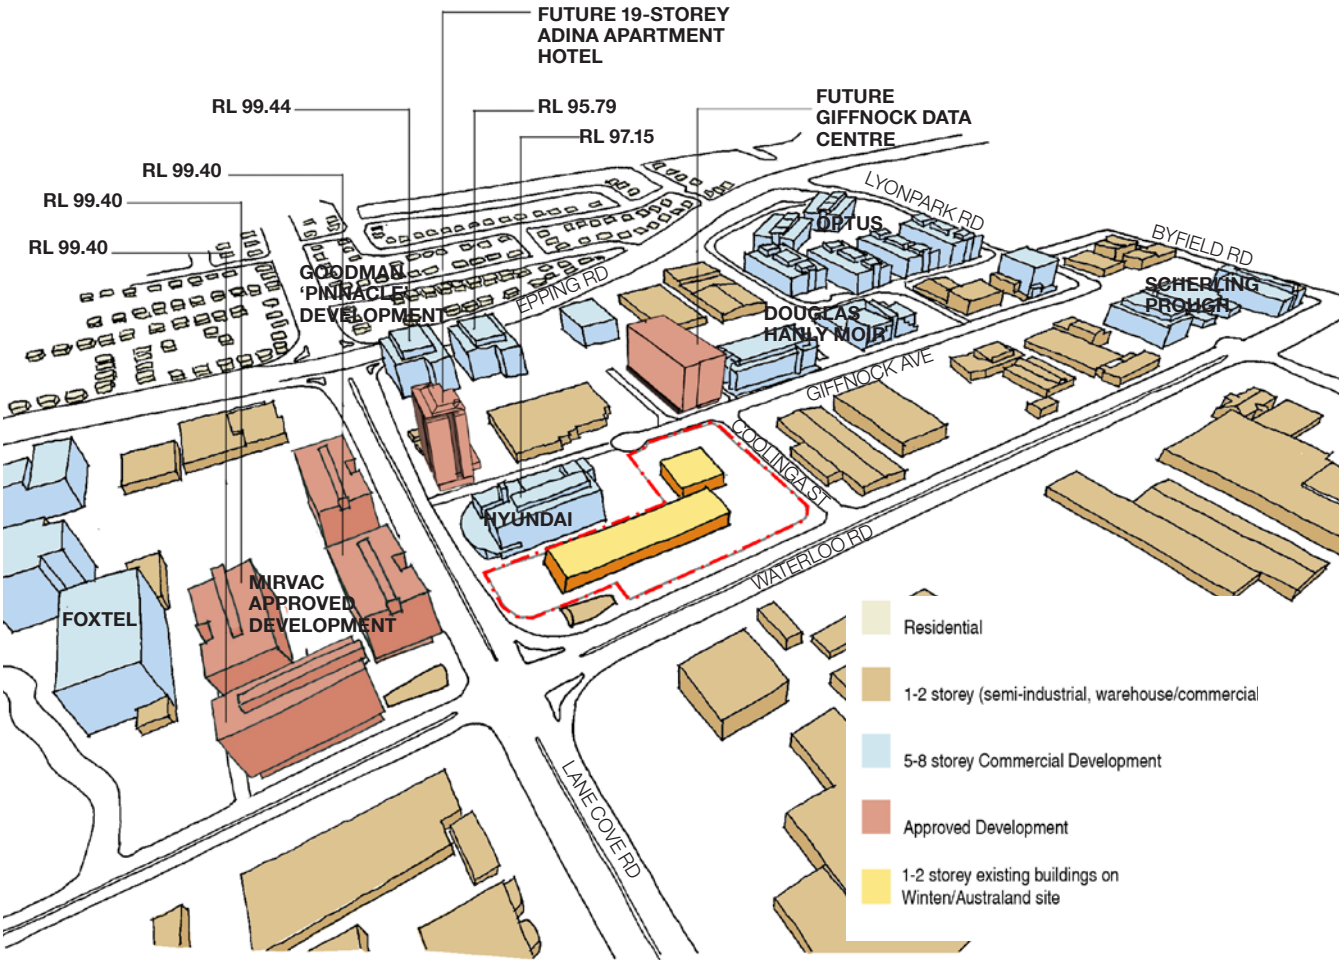 FUTURE 19-STOREY
ADINA APARTMENT
HOTEL
RL 99.44
RL 95.79
RL 97.15
FUTURE
GIFFNOCK DATA
CENTRE
RL 99.40
RL 99.40
RL 99.40
LYONPARK RD
OPTUS
BYFIELD RD
GOODMAN
'PINNACLE'
DEVELOPMENT
EPPING RD
SCHERLING
PROUGH
DOUGLAS
HANLY MOIR
GIFFNOCK AVE
COOLINGA ST
HYUNDAI
WATERLOO RD
MIRVAC
APPROVED
DEVELOPMENT
FOXTEL
LANE COVE RD
Residential
1-2 storey (semi-industrial, warehouse/commercial
5-8 storey Commercial Development
Approved Development
1-2 storey existing buildings on
Winten/Australand site